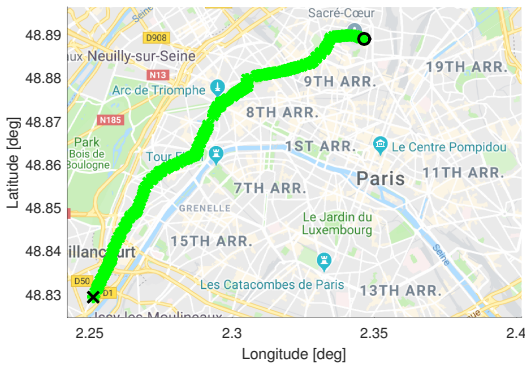 Sacré-Cœur
D908
48.89
ux Neuilly-sur-Seine
19TH ARR.
N13
48.88
9TH ARR.
Arc de Triomphe
8TH ARR.
N185
48.87
Park
1ST ARR.
Le Centre Pompidou
Bois de
Boulogne
Tour
48.86
Paris
11TH ARR.
7TH ARR.
GRENELLE
48.85
Le Jardin du
Luxembourg
15TH ARR.
Seine
48.84
illancourt
D50
Les Catacombes de Paris
13TH ARR.
D1
48.83
Issy-les-Moulineaux
2.25
2.3
2.35
2.4
Longitude [deg]
Latitude [deg]